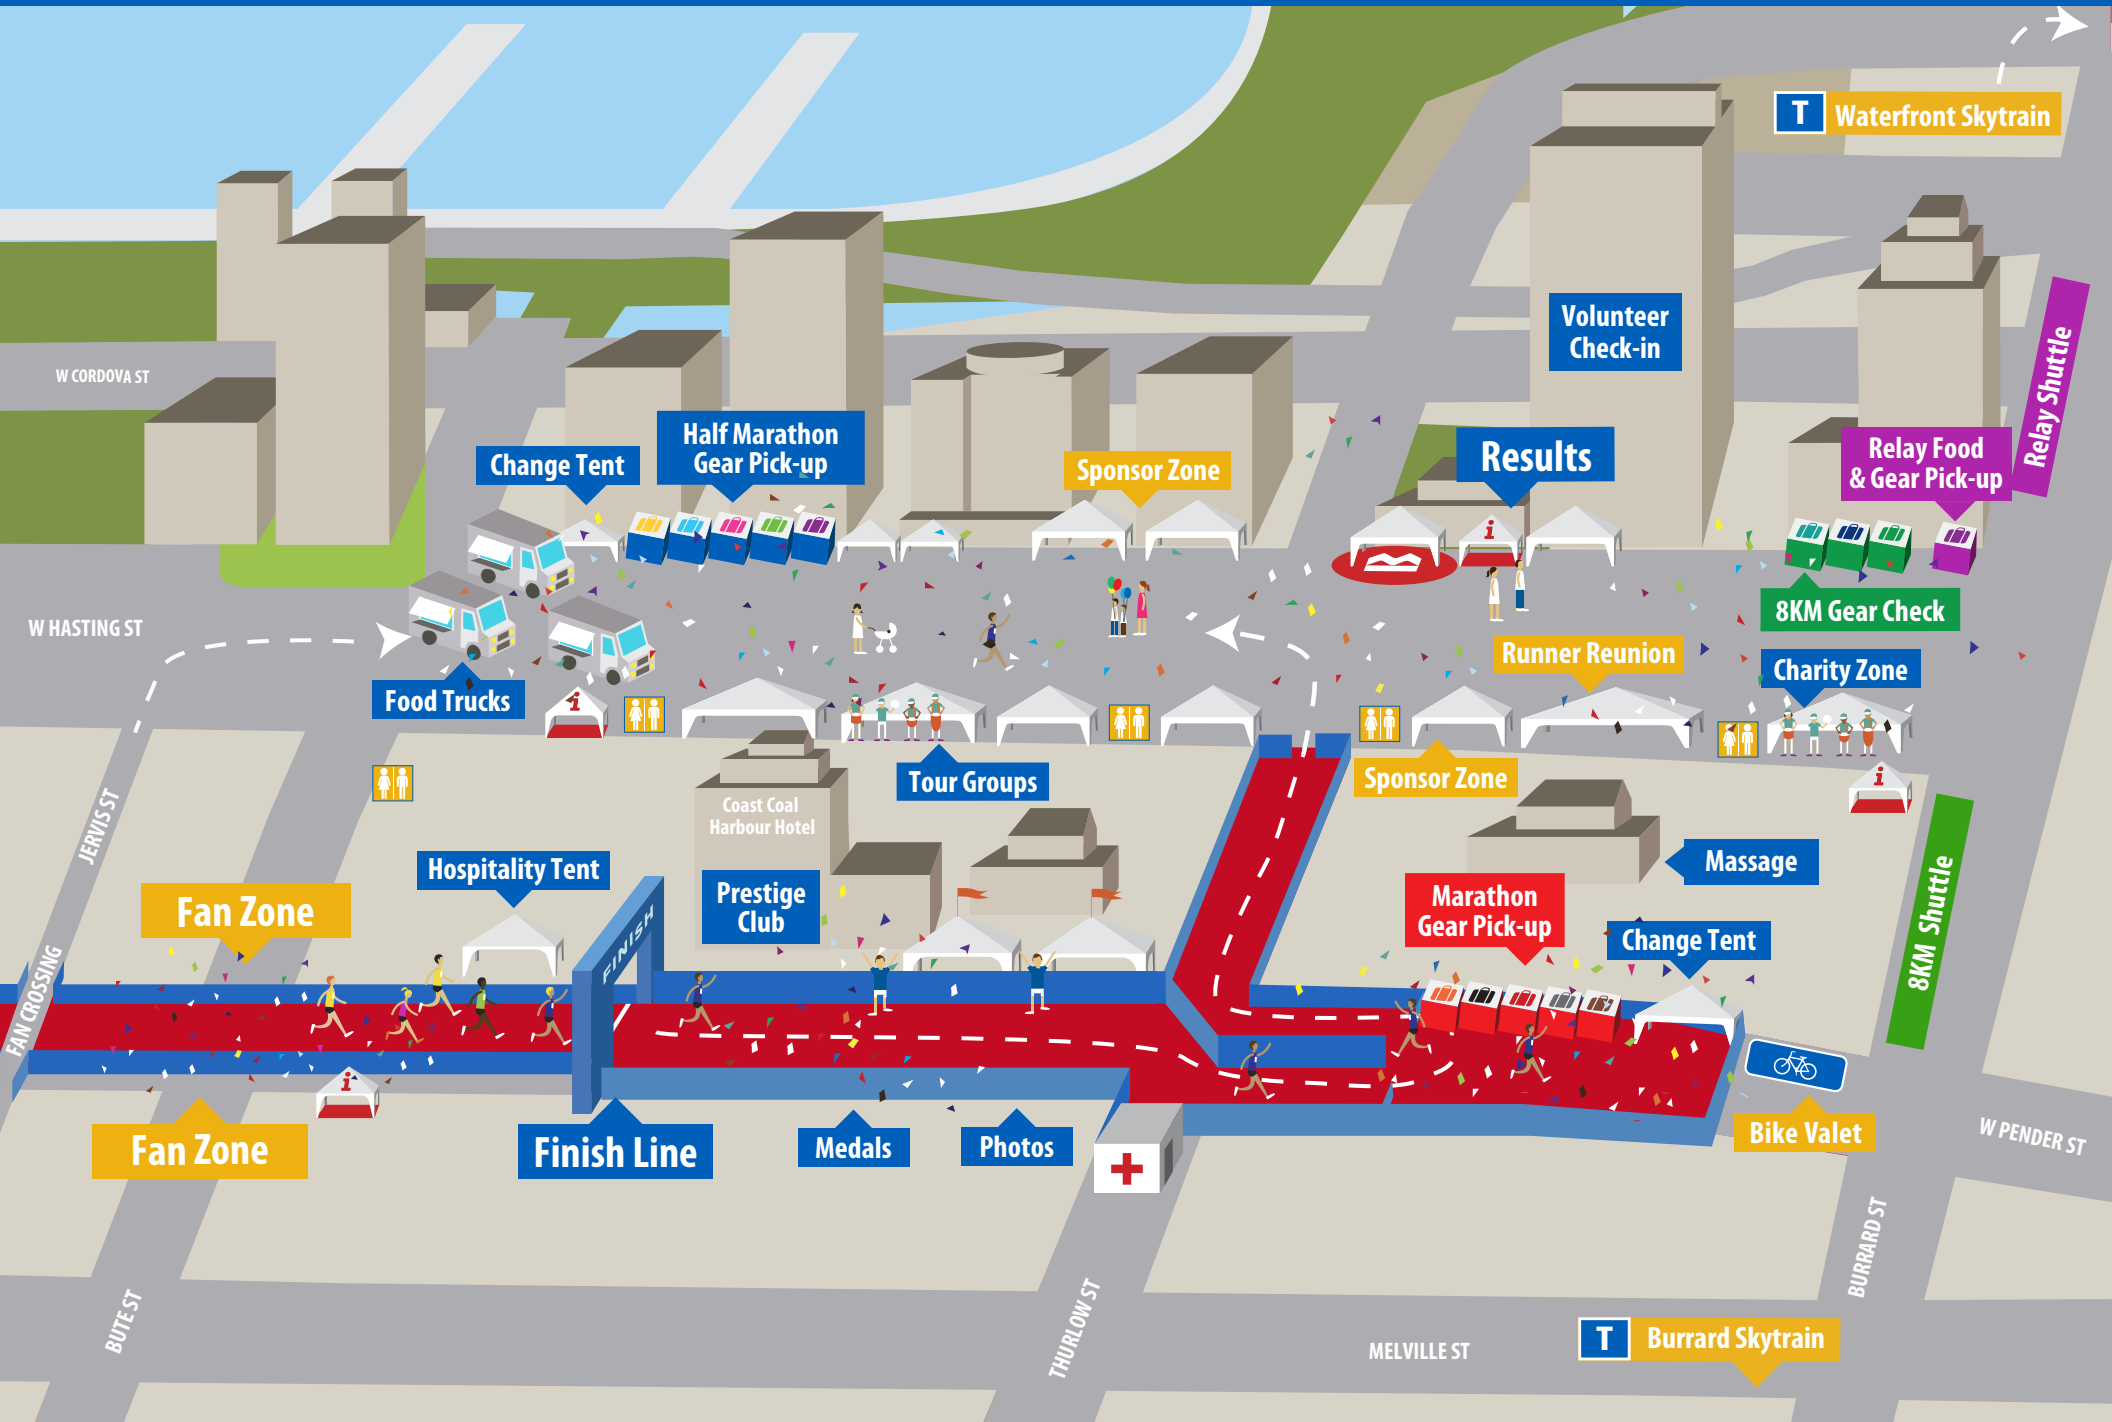 T
Waterfront Skytrain
Volunteer
Check-in
Relay Shuttle
W CORDOVA ST
Change Tent
Half Marathon
Gear Pick-up
Sponsor Zone
Results
Relay Food
& Gear Pick-up
i
8KM Gear Check
W HASTING ST
Runner Reunion
Charity Zone
Food Trucks
i
Tour Groups
Sponsor Zone
i
Coast Coal
Harbour Hotel
JERVIS ST
Hospitality Tent
Prestige
Club
Massage
Marathon
Gear Pick-up
Change Tent
8KM Shuttle
Fan Zone
FINISH
FAN CROSSING
i
Fan Zone
Finish Line
Medals
Photos
Bike Valet
W PENDER ST
BURRARD ST
BUTE ST
THURLOW ST
MELVILLE ST
T
Burrard Skytrain